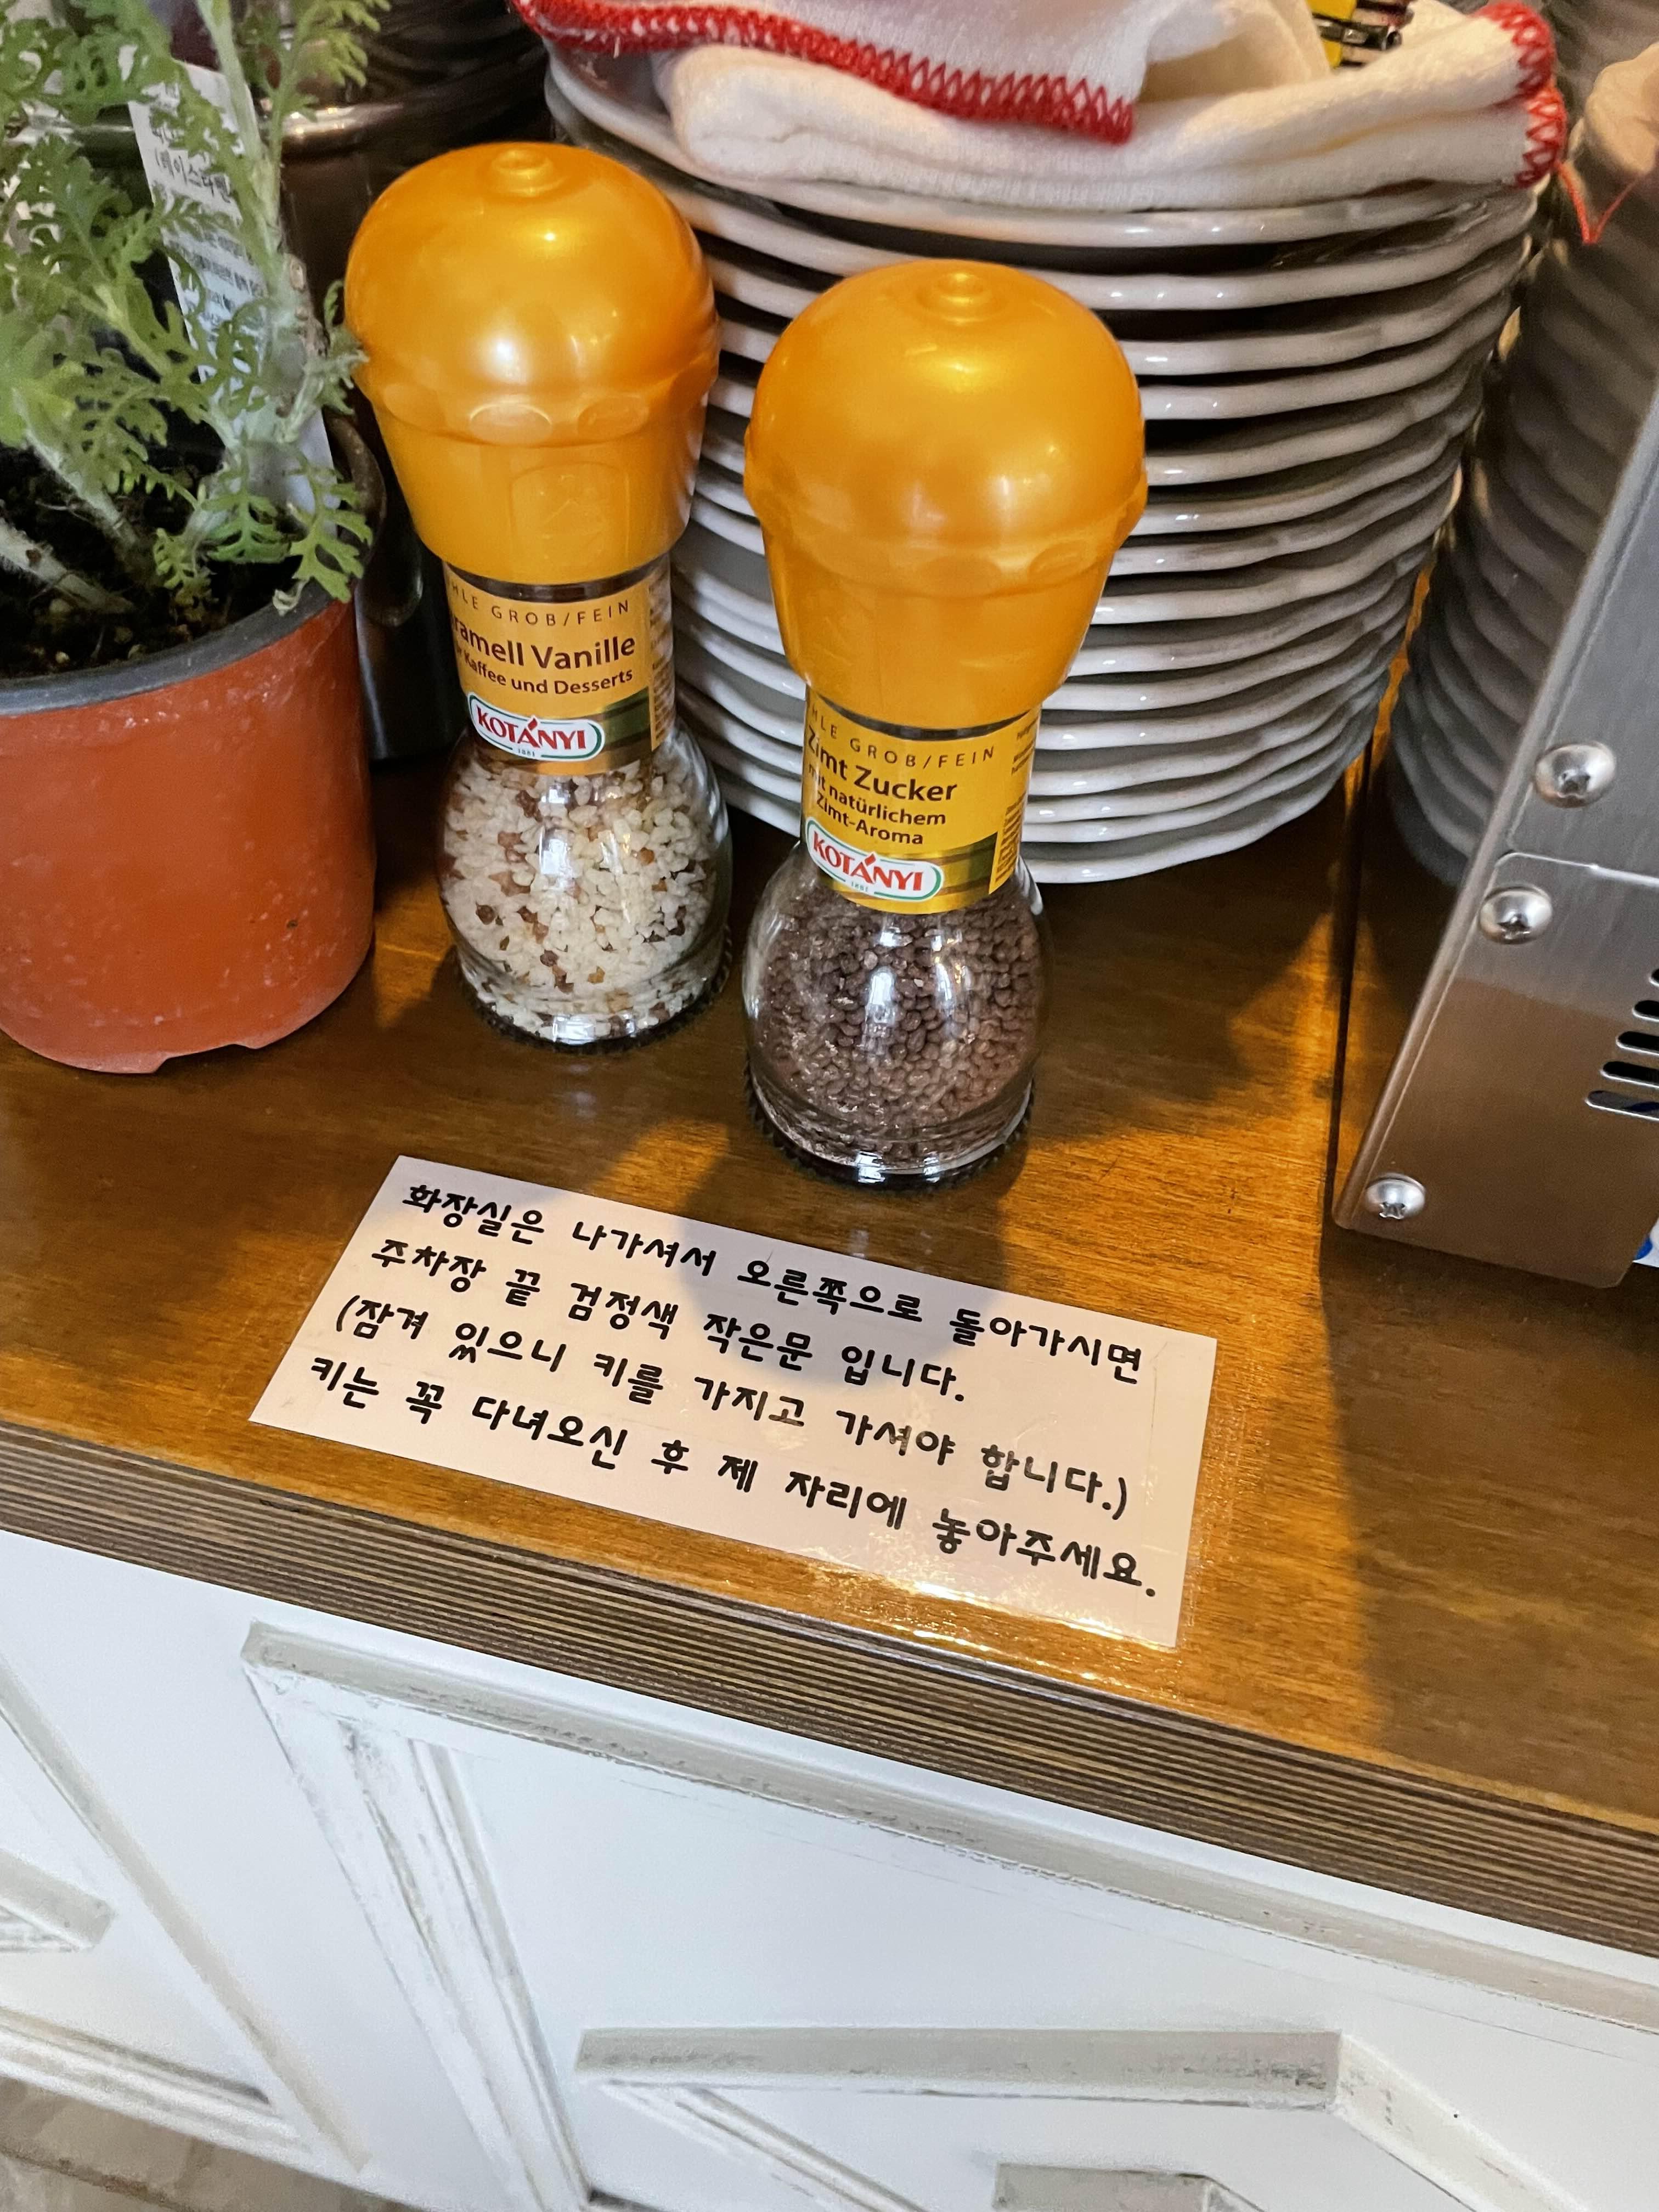 GROB/FEIN
Vanille
Kaffee und Desserts
KOTÁNYI
1881
GROB/FEIN
Zimt Zucker
mit natürlichem
Zimt-Aroma
KOTÁNYI
1881
화장실은 나가셔서 오른쪽으로 돌아가시면
주차장 끝 검정색 작은문 입니다.
(잠겨 있으니 키를 가지고 가셔야 합니다.)
키는 꼭 다녀오신 후 제 자리에 놓아주세요.